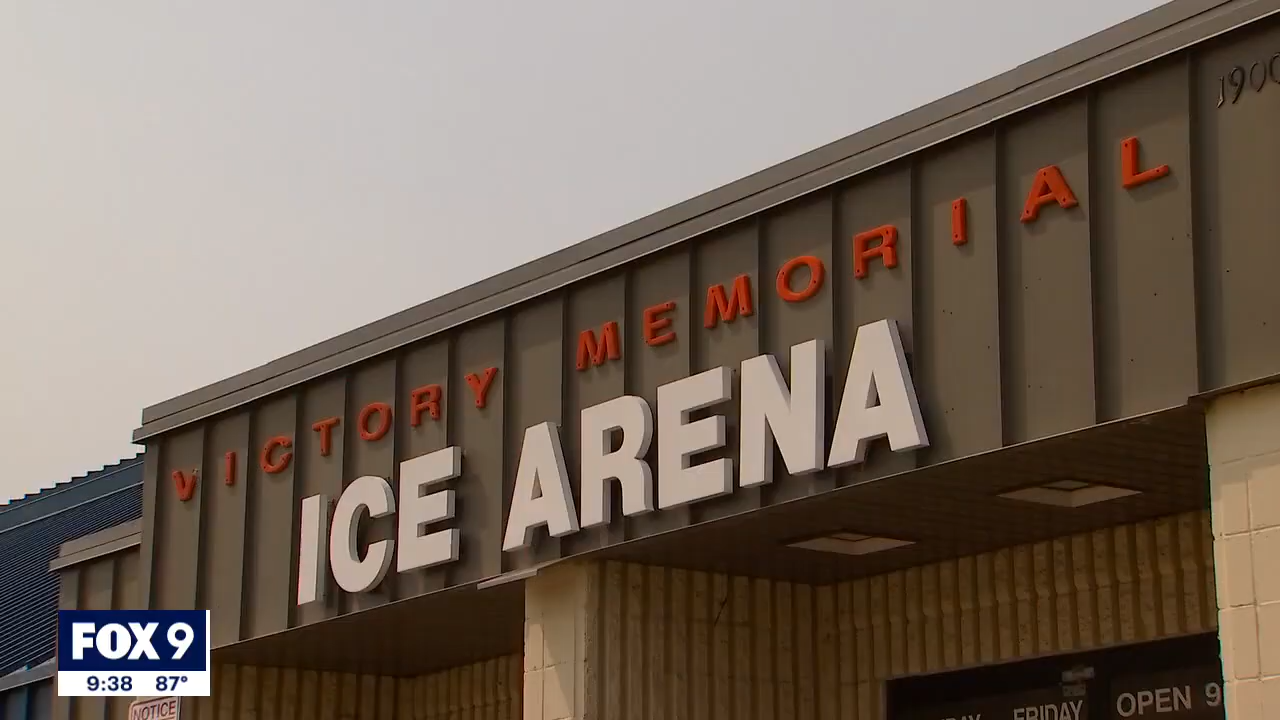 1900
VICTORY MEMORIAL
ICE ARENA
FRIDAY OPEN 9
FOX 9
9:38 87°
NOTICE